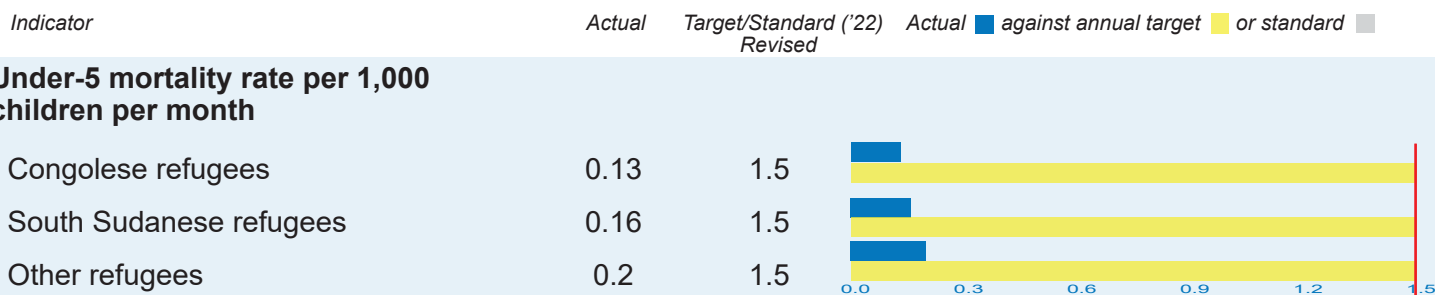 Indicator Actual Target/Standard ('22) Actual against annual target or standard
Revised
Under-5 mortality rate per 1,000
children per month
Congolese refugees 0.13 1.5
South Sudanese refugees 0.16 1.5
Other refugees 0.2 1.5
0.0 0.3 0.6 0.9 1.2 1.5